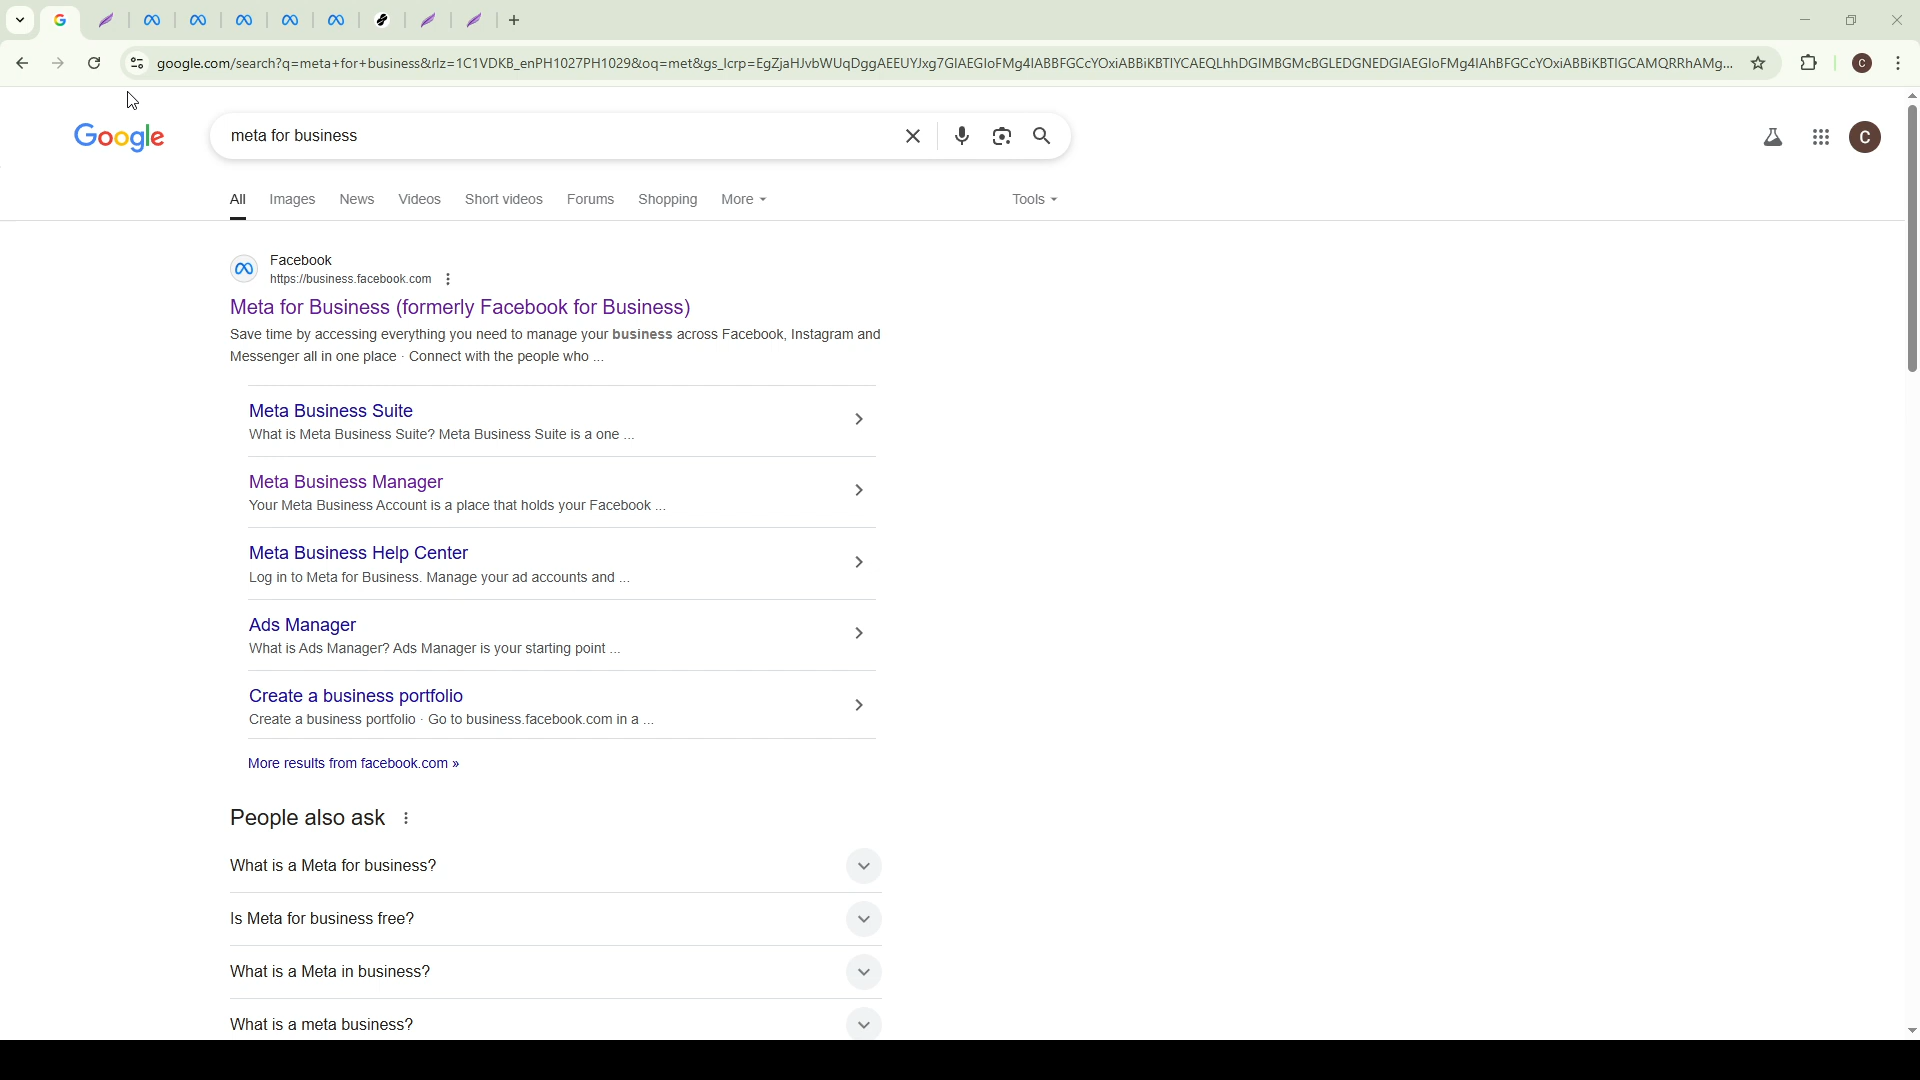 google.com/search?q=meta+for+business&rlz=1C1VDKB_enPH1027PH1029&oq=met&gs_lcrp=EgZjaHJvbWUqDggAEEUYJxg7GIAEGIoFMg4IABBFGCcYOxiABBiKBTIYCAEQLhhDGIMBGMcBGLEDGNEDGIAEGIoFMg4IAhBFGCcYOxiABBiKBTIGCAMQRRhAMg...
C
Google
meta for business
C
All Images News Videos Short videos Forums Shopping More Tools
Facebook
https://business.facebook.com
Meta for Business (formerly Facebook for Business)
Save time by accessing everything you need to manage your business across Facebook, Instagram and
Messenger all in one place · Connect with the people who ...
Meta Business Suite
What is Meta Business Suite? Meta Business Suite is a one ...
Meta Business Manager
Your Meta Business Account is a place that holds your Facebook ...
Meta Business Help Center
Log in to Meta for Business. Manage your ad accounts and ...
Ads Manager
What is Ads Manager? Ads Manager is your starting point ...
Create a business portfolio
Create a business portfolio · Go to business.facebook.com in a ...
More results from facebook.com »
People also ask
What is a Meta for business?
Is Meta for business free?
What is a Meta in business?
What is a meta business?